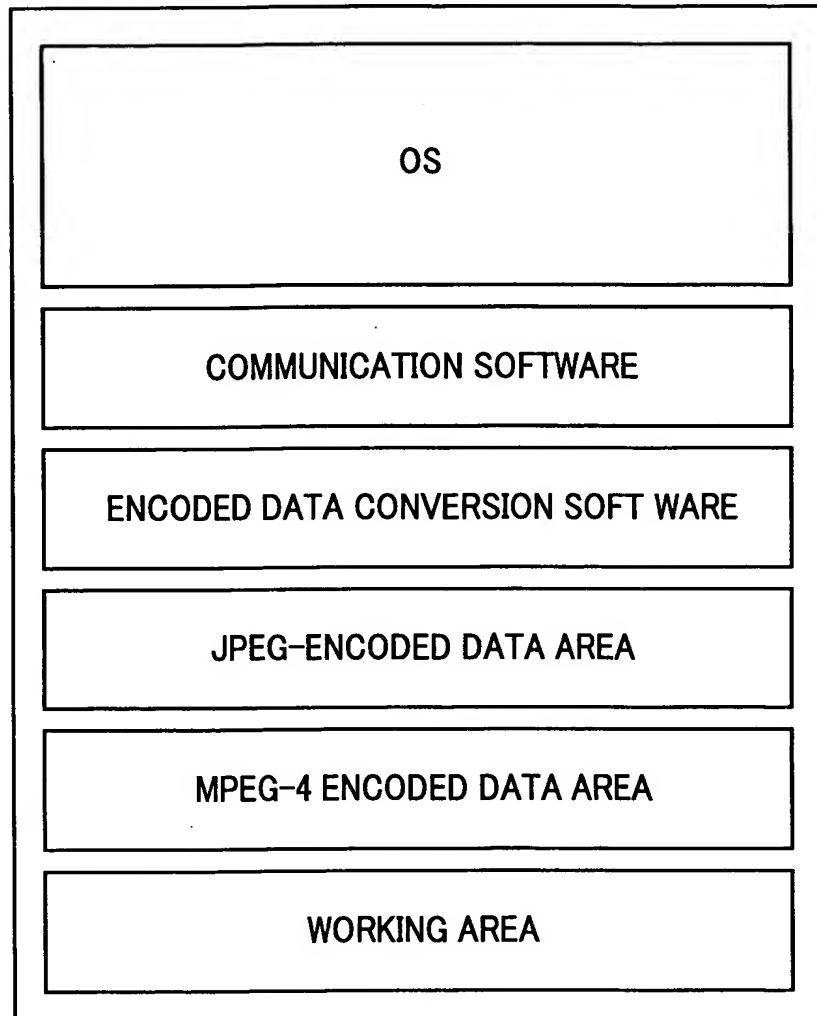 OS
COMMUNICATION SOFTWARE
ENCODED DATA CONVERSION SOFT WARE
JPEG-ENCODED DATA AREA
MPEG-4 ENCODED DATA AREA
WORKING AREA